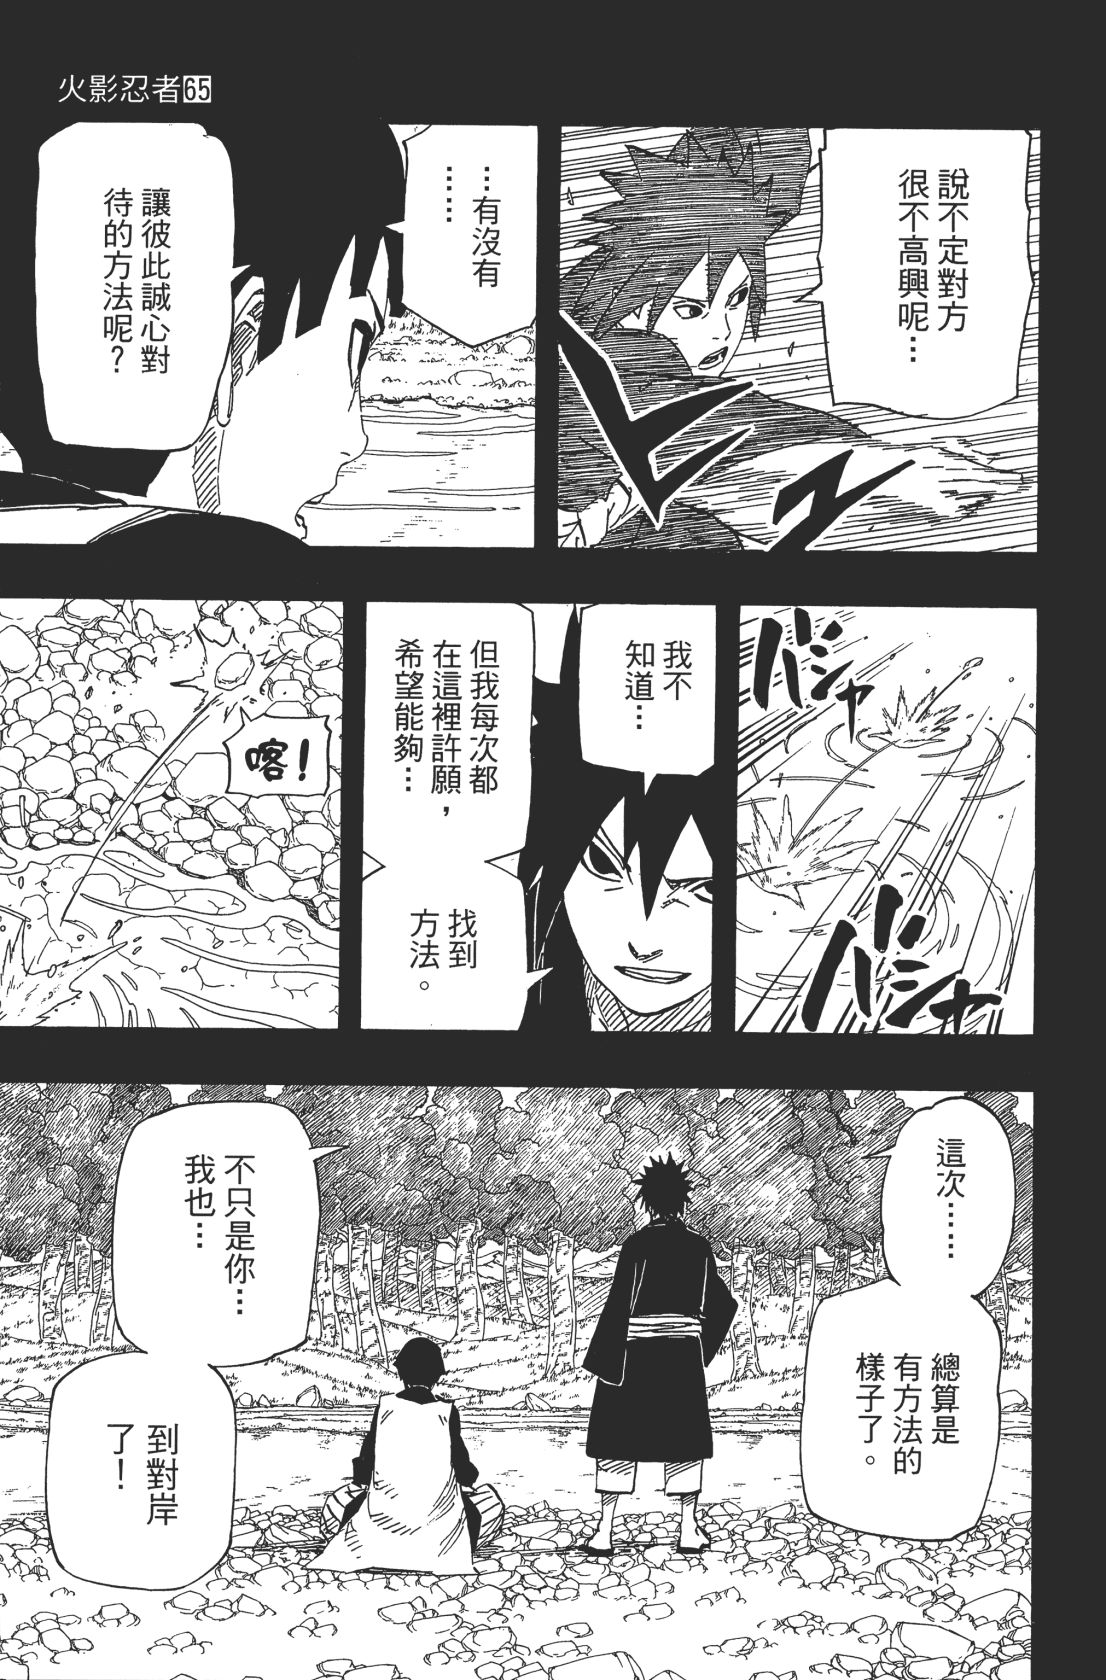 火影忍者65
說不定對方
很不高興呢…
…有沒有
……
讓彼此誠心對
待的方法呢？
バシャ
バシャ
我不
知道…
但我每次都
在這裡許願，
希望能夠…
找到
方法。
喀！
這次……
總算是
有方法的
樣子了。
不只是你…
我也…
到對岸
了！